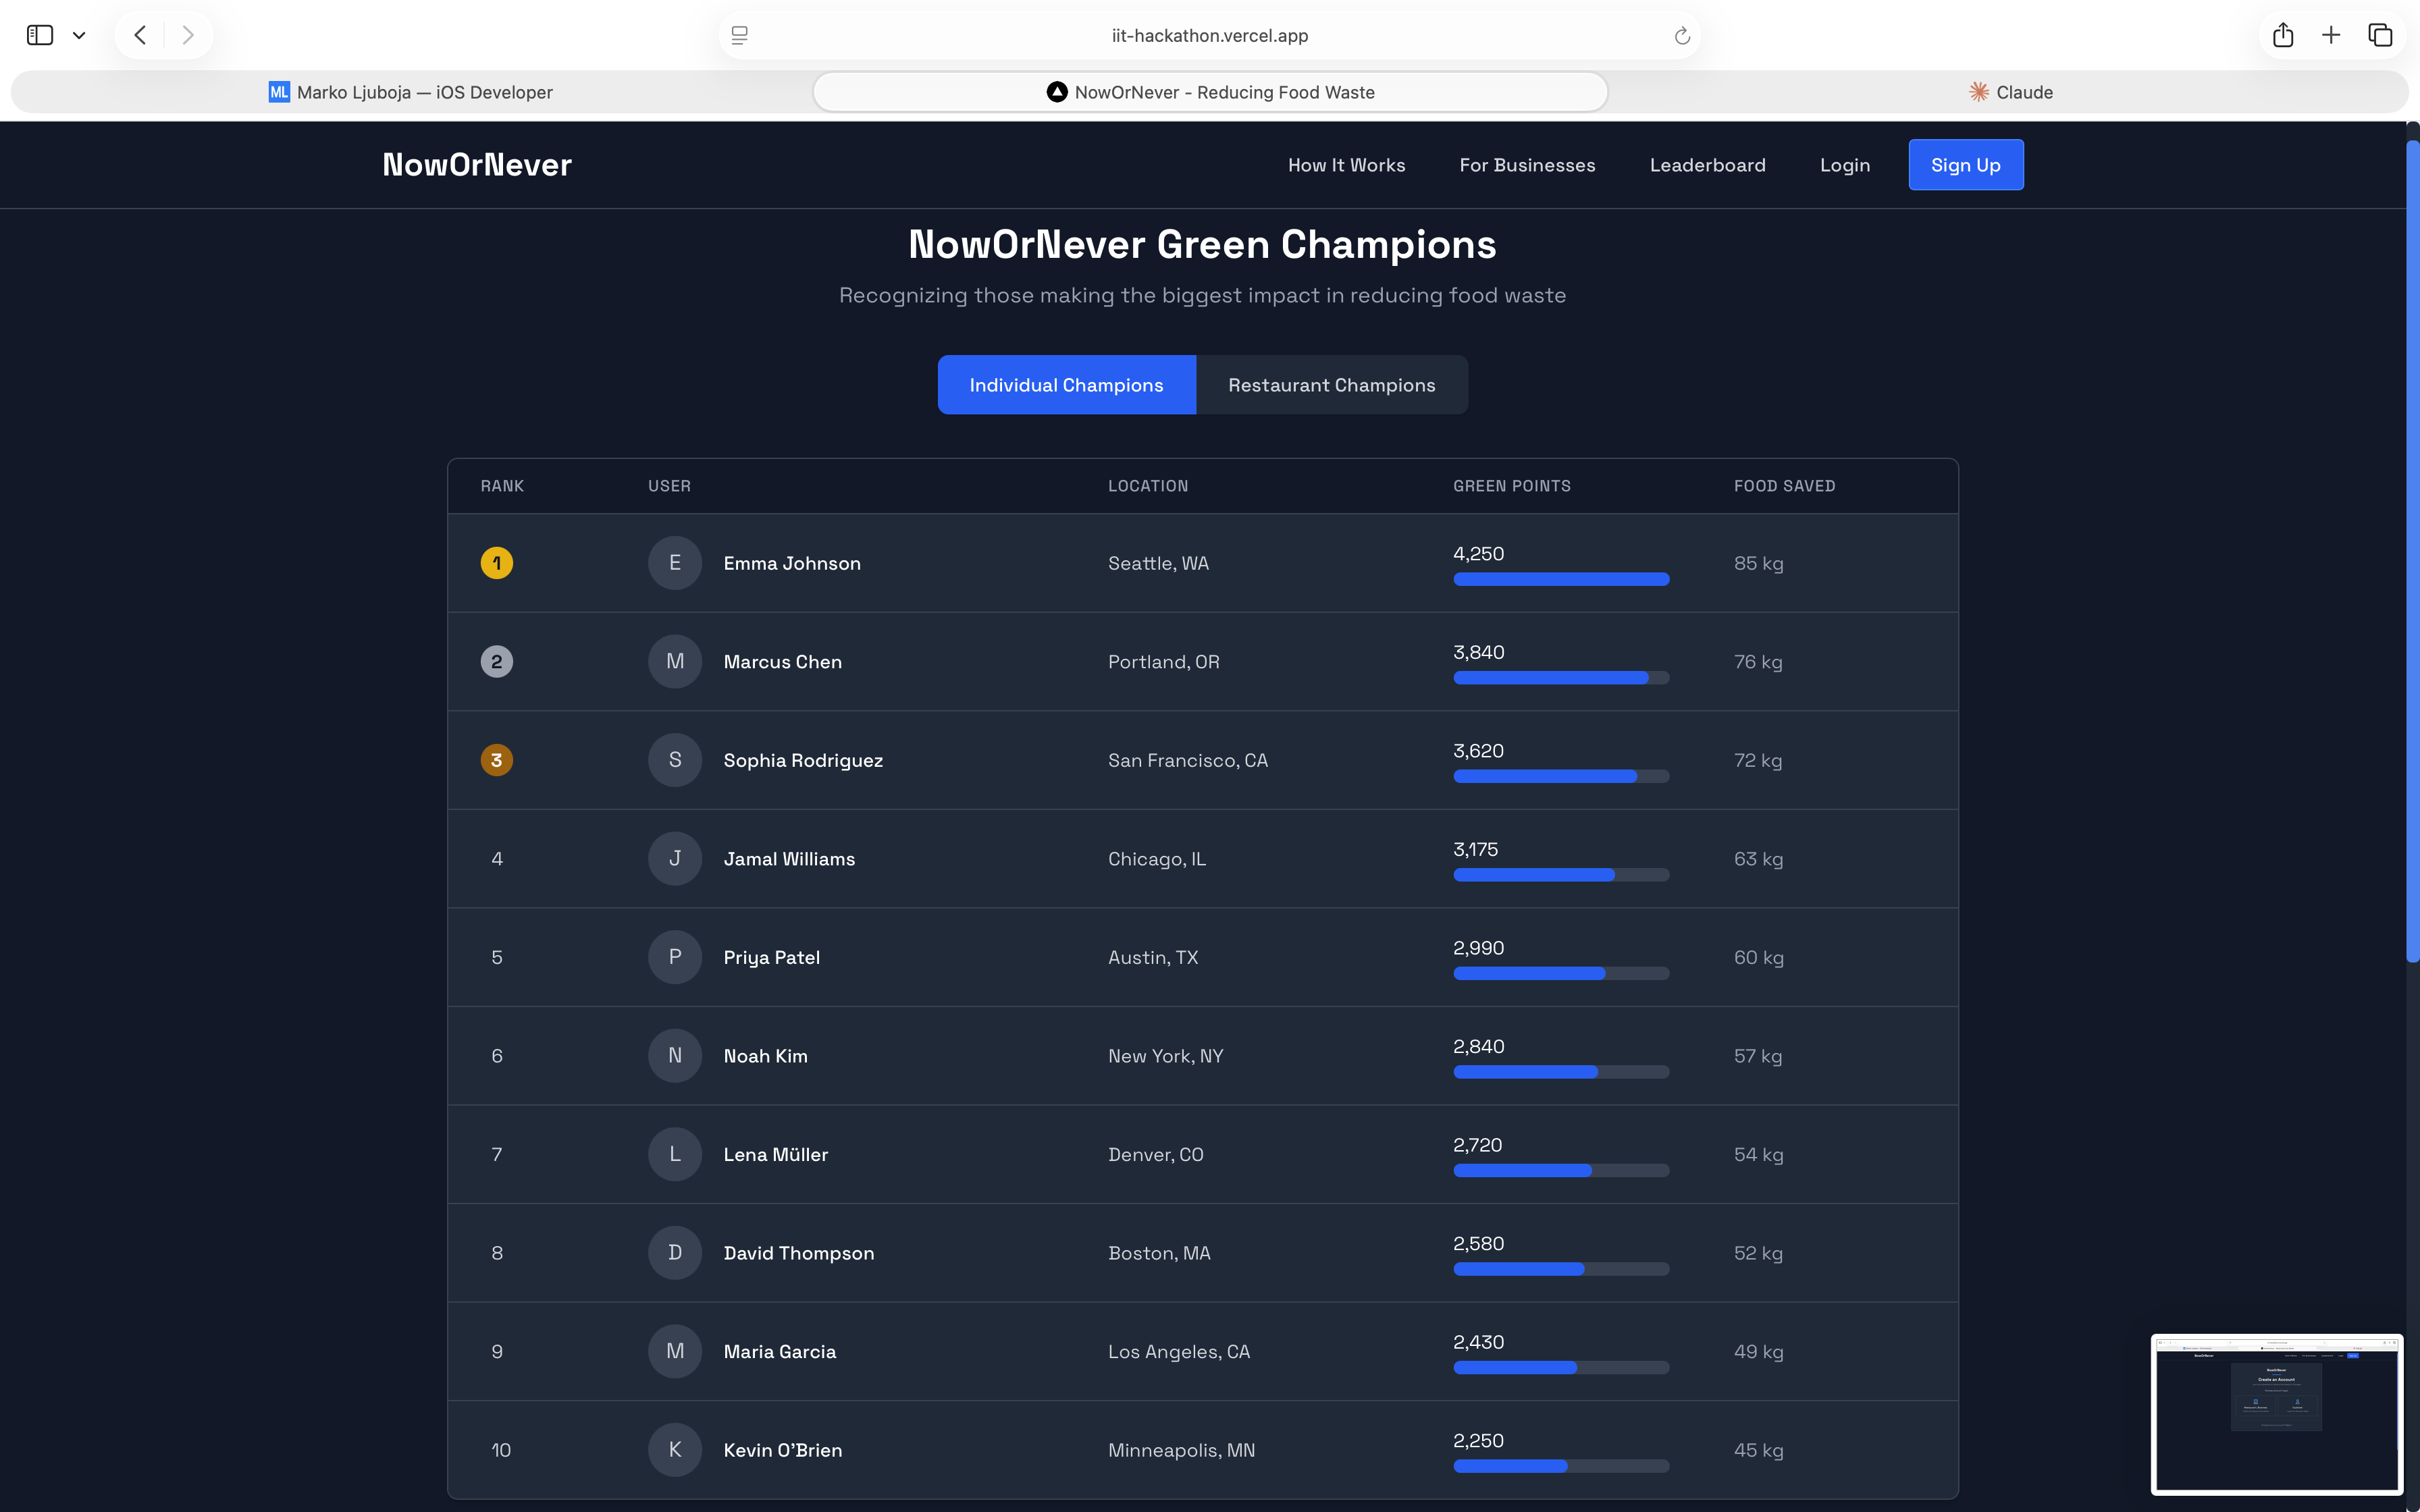 iit-hackathon.vercel.app
ML Marko Ljuboja — iOS Developer
NowOrNever - Reducing Food Waste
Claude
NowOrNever
How It Works For Businesses Leaderboard Login Sign Up
NowOrNever Green Champions
Recognizing those making the biggest impact in reducing food waste
Individual Champions Restaurant Champions
RANK USER LOCATION GREEN POINTS FOOD SAVED
1 E Emma Johnson Seattle, WA 4,250 85 kg
2 M Marcus Chen Portland, OR 3,840 76 kg
3 S Sophia Rodriguez San Francisco, CA 3,620 72 kg
4 J Jamal Williams Chicago, IL 3,175 63 kg
5 P Priya Patel Austin, TX 2,990 60 kg
6 N Noah Kim New York, NY 2,840 57 kg
7 L Lena Müller Denver, CO 2,720 54 kg
8 D David Thompson Boston, MA 2,580 52 kg
9 M Maria Garcia Los Angeles, CA 2,430 49 kg
10 K Kevin O'Brien Minneapolis, MN 2,250 45 kg
NowOrNever
Create an Account